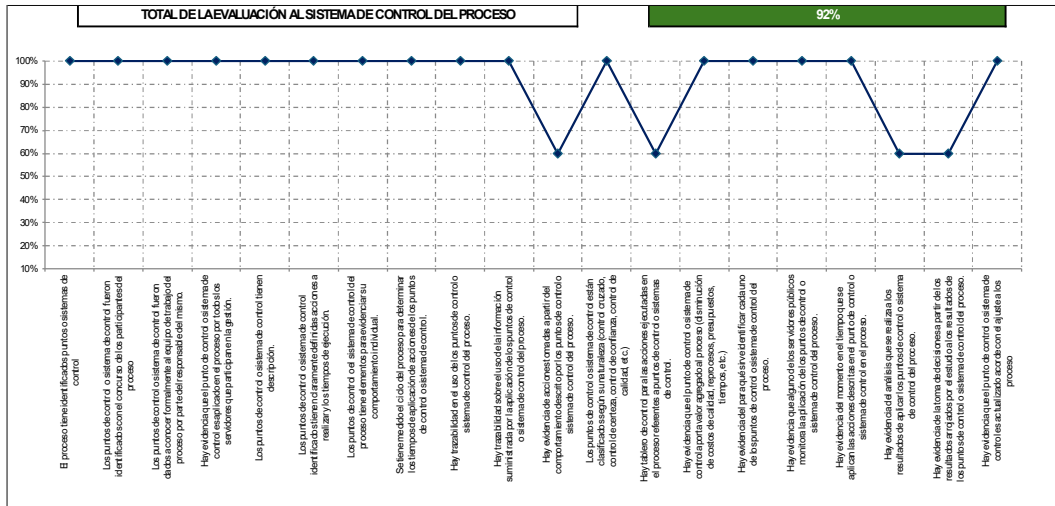 TOTAL DE LA EVALUACIÓN AL SISTEMA DE CONTROL DEL PROCESO
92%
100%
90%
80%
70%
60%
50%
40%
30%
20%
10%
El proceso tiene identificados puntos o sistemas de
control
Los puntos de control o sistema de control fueron
identificados con el concurso de los participantes del
proceso
Los puntos de control o sistema de control fueron
dados a conocer formalmente al equipo de trabajo del
proceso por parte del responsable del mismo.
Hay evidencia que el punto de control o sistema de
control es aplicado en el proceso por todos los
servidores que participan en la gestión.
Los puntos de control o sistema de control tienen
descripción.
Los puntos de control o sistema de control
identificado tienen claramente definidas acciones a
realizar y los tiempos de ejecución.
Los puntos de control o el sistema de control del
proceso tiene elementos para evidenciar su
comportamiento individual.
Se tiene medido el ciclo del proceso para determinar
los tiempos de aplicación de acciones de los puntos
de control o sistema de control.
Hay trazabilidad en el uso de los puntos de control o
sistema de control del proceso.
Hay trazabilidad sobre el uso de la información
suministrada por la aplicación de los puntos de control
o sistema de control del proceso.
Hay evidencia de acciones tomadas a partir del
comportamiento descrito por los puntos de control o
sistema de control del proceso.
Los puntos de control o sistema de control están
clasificados según su naturaleza (control cruzado,
control de certeza, control de confianza, control de
calidad, etc.)
Hay tablero de control para las acciones ejecutadas en
el proceso referente a puntos de control o sistemas
de control.
Hay evidencia que el punto de control o sistema de
control aporta valor agregado al proceso (disminución
de costos de calidad, reprocesos, presupuestos,
tiempos, etc.)
Hay evidencia del para qué sirve identificar cada uno
de los puntos de control o sistema de control del
proceso.
Hay evidencia que alguno de los servidores públicos
monitorea la aplicación de los puntos de control o
sistema de control del proceso.
Hay evidencia del momento en el tiempo que se
aplican las acciones descritas en el punto de control o
sistema de control en el proceso.
Hay evidencia del análisis que se realiza a los
resultados de aplicar los puntos de control o sistema
de control del proceso.
Hay evidencia de la toma de decisiones a partir de los
resultados arrojados por el estudio a los resultados de
los puntos de control o sistema de control del proceso.
Hay evidencia que el punto de control o sistema de
control es actualizado acorde con el ajuste a los
proceso